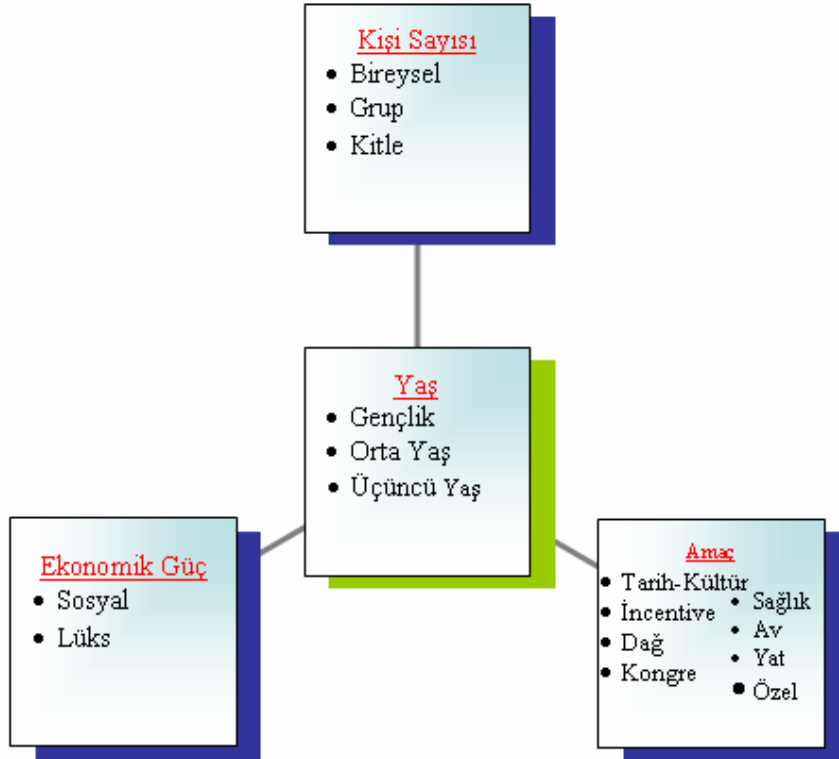 Kişi Sayısı
• Bireysel
• Grup
• Kitle
Yaş
• Gençlik
• Orta Yaş
• Üçüncü Yaş
Ekonomik Güç
• Sosyal
• Lüks
Amaç
• Tarih-Kültür
• İncentive
• Dağ
• Kongre
• Sağlık
• Av
• Yat
• Özel